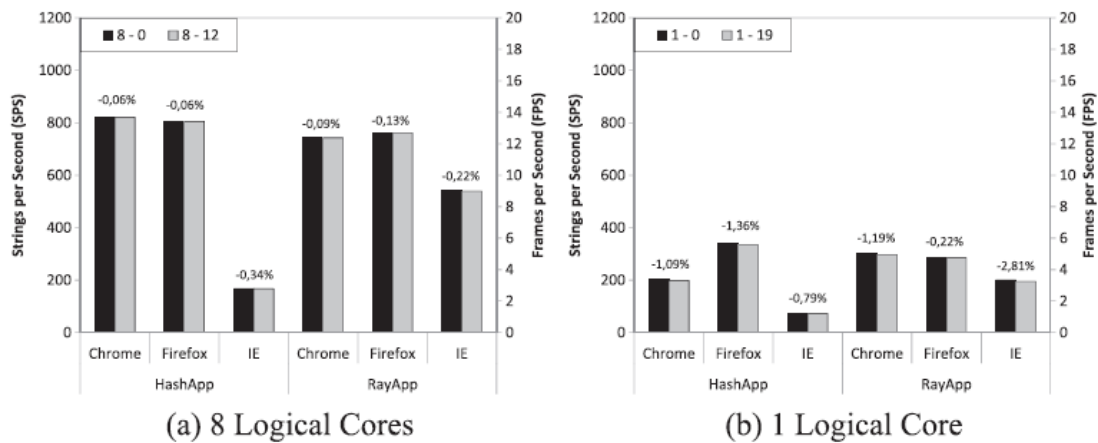 1200
1000
800
600
400
200
0
Strings per Second (SPS)
8 - 0 8 - 12
-0,06% -0,06% -0,34% -0,09% -0,13% -0,22%
20
18
16
14
12
10
8
6
4
2
0
Frames per Second (FPS)
Chrome Firefox IE Chrome Firefox IE
HashApp RayApp
(a) 8 Logical Cores
1200
1000
800
600
400
200
0
Strings per Second (SPS)
1 - 0 1 - 19
-1,09% -1,36% -0,79% -1,19% -0,22% -2,81%
20
18
16
14
12
10
8
6
4
2
0
Frames per Second (FPS)
Chrome Firefox IE Chrome Firefox IE
HashApp RayApp
(b) 1 Logical Core